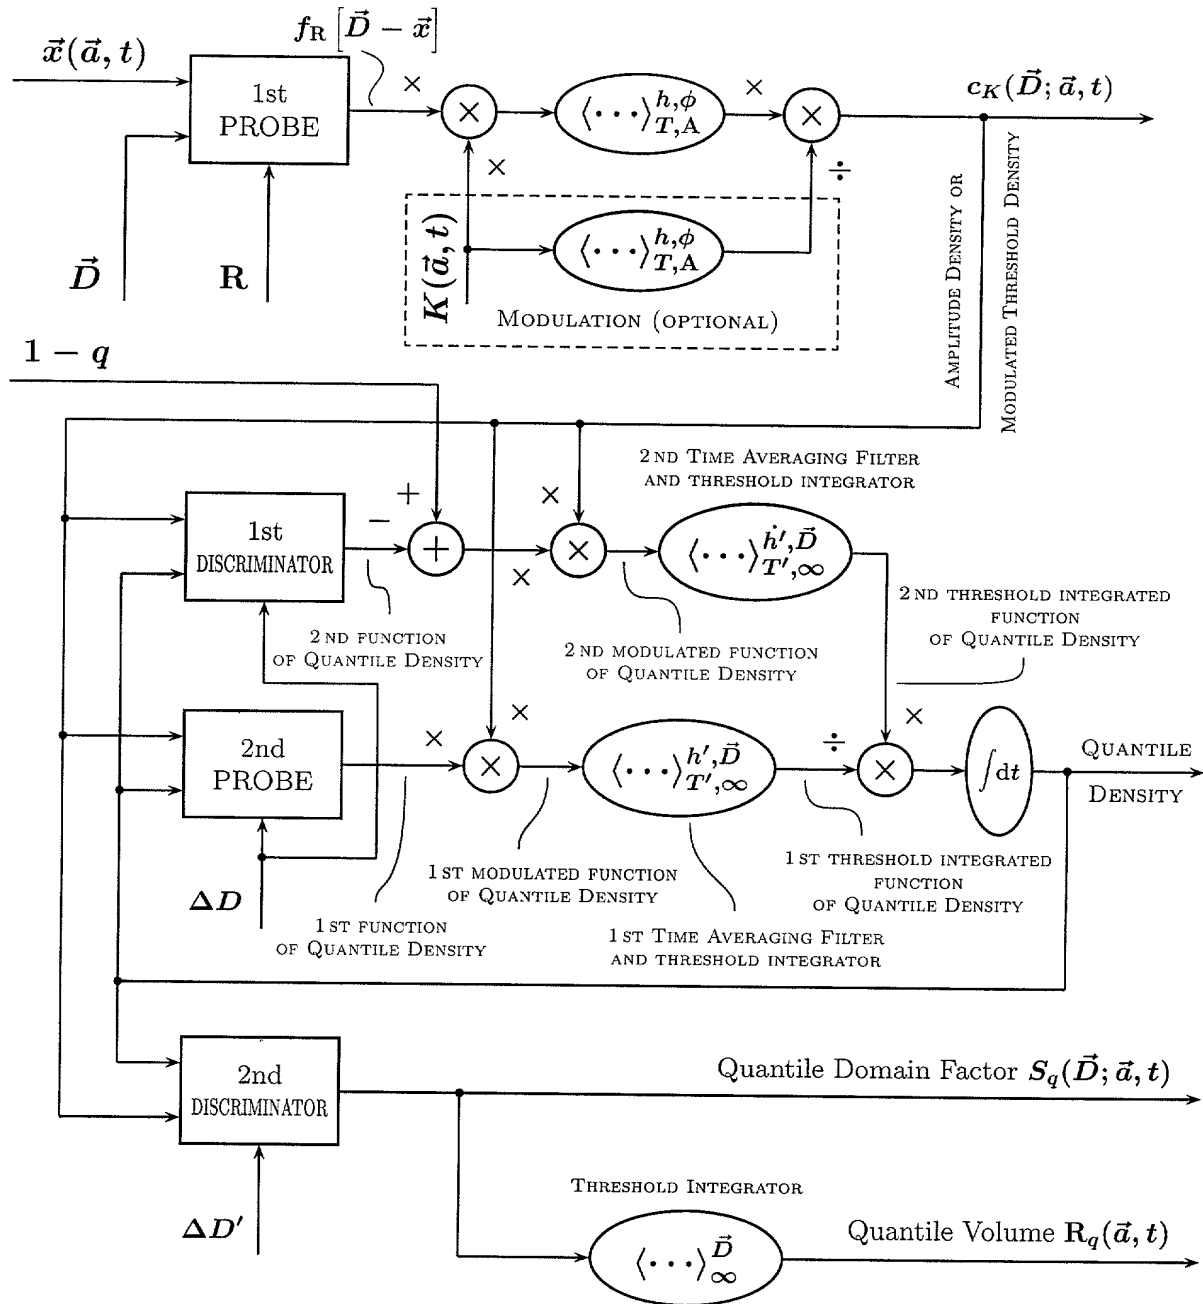 f_R [D⃗ − x⃗]
x⃗(a⃗, t)
1st
PROBE
×
×
⟨···⟩^{h,ϕ}_{T,A}
×
×
c_K(D⃗; a⃗, t)
×
÷
D⃗
R
K(a⃗, t)
⟨···⟩^{h,ϕ}_{T,A}
MODULATION (OPTIONAL)
AMPLITUDE DENSITY OR
MODULATED THRESHOLD DENSITY
1 − q
2ND TIME AVERAGING FILTER
AND THRESHOLD INTEGRATOR
1st
DISCRIMINATOR
−
+
+
×
×
×
⟨···⟩^{ḣ′,D⃗}_{T′,∞}
2ND FUNCTION
OF QUANTILE DENSITY
2ND MODULATED FUNCTION
OF QUANTILE DENSITY
2ND THRESHOLD INTEGRATED
FUNCTION
OF QUANTILE DENSITY
2nd
PROBE
×
×
×
⟨···⟩^{h′,D⃗}_{T′,∞}
÷
×
×
∫dt
QUANTILE
DENSITY
ΔD
1ST FUNCTION
OF QUANTILE DENSITY
1ST MODULATED FUNCTION
OF QUANTILE DENSITY
1ST TIME AVERAGING FILTER
AND THRESHOLD INTEGRATOR
1ST THRESHOLD INTEGRATED
FUNCTION
OF QUANTILE DENSITY
2nd
DISCRIMINATOR
Quantile Domain Factor S_q(D⃗; a⃗, t)
ΔD′
THRESHOLD INTEGRATOR
⟨···⟩^{D⃗}_{∞}
Quantile Volume R_q(a⃗, t)